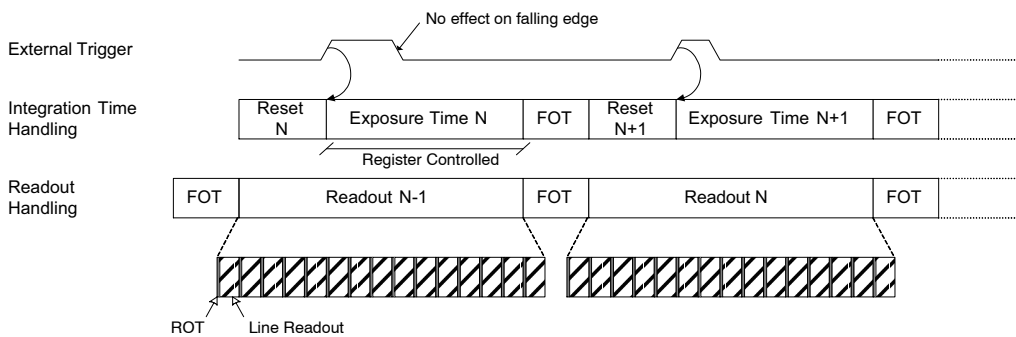 No effect on falling edge
External Trigger
Integration Time
Handling
Reset
N
Exposure Time N
FOT
Reset
N+1
Exposure Time N+1
FOT
Register Controlled
Readout
Handling
FOT
Readout N-1
FOT
Readout N
FOT
ROT
Line Readout